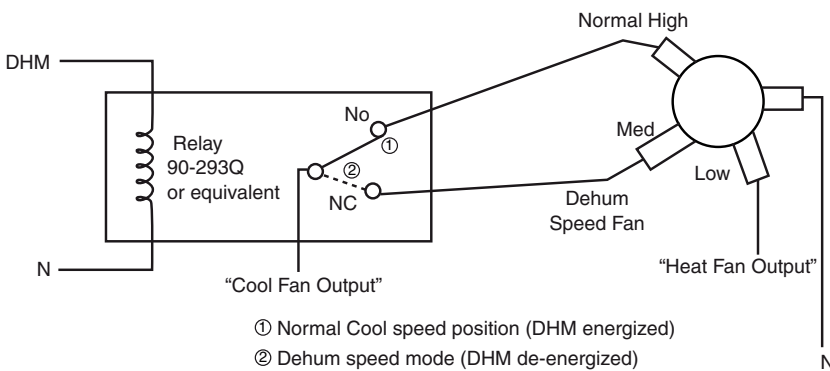 Normal High
DHM
No
①
Relay
90-293Q
or equivalent
②
NC
Med
Low
Dehum
Speed Fan
N
“Cool Fan Output”
“Heat Fan Output”
① Normal Cool speed position (DHM energized)
② Dehum speed mode (DHM de-energized)
N